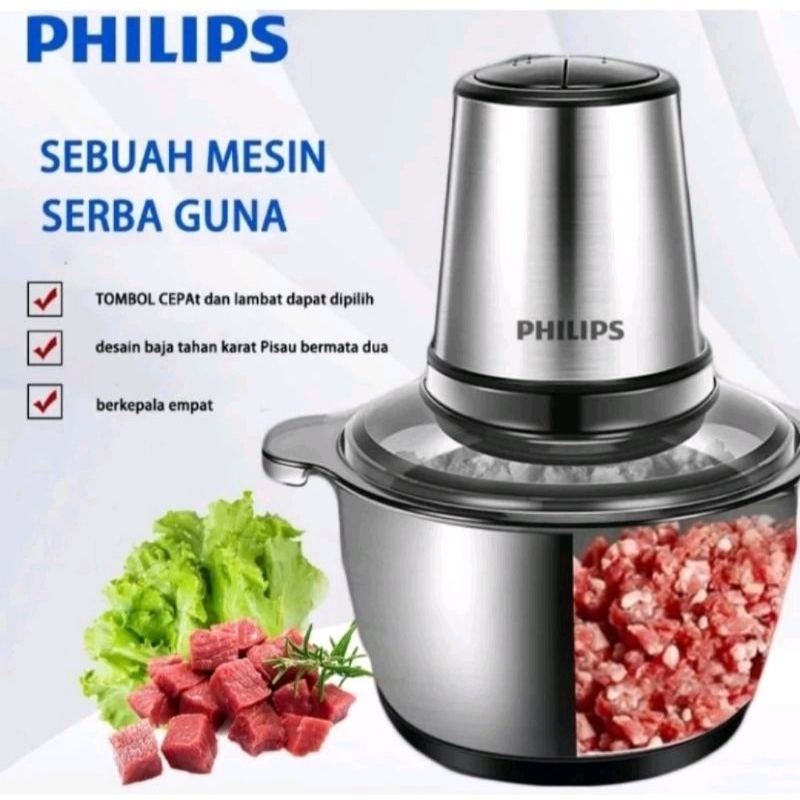 PHILIPS
SEBUAH MESIN
SERBA GUNA
TOMBOL CEPAt dan lambat dapat dipilih
desain baja tahan karat Pisau bermata dua
berkepala empat
PHILIPS